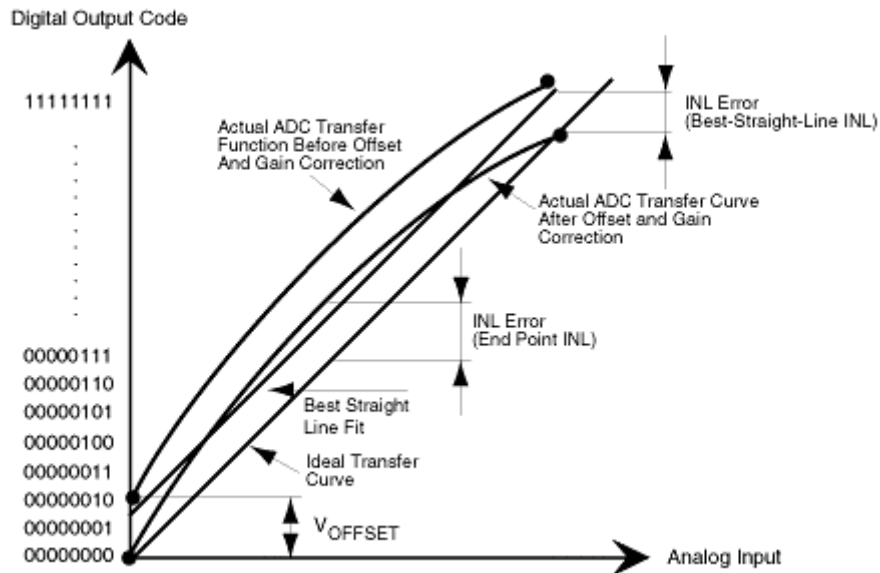 Digital Output Code
11111111
INL Error
(Best-Straight-Line INL)
Actual ADC Transfer
Function Before Offset
And Gain Correction
Actual ADC Transfer Curve
After Offset and Gain
Correction
INL Error
(End Point INL)
00000111
00000110
00000101
00000100
00000011
00000010
00000001
00000000
Best Straight
Line Fit
Ideal Transfer
Curve
VOFFSET
Analog Input